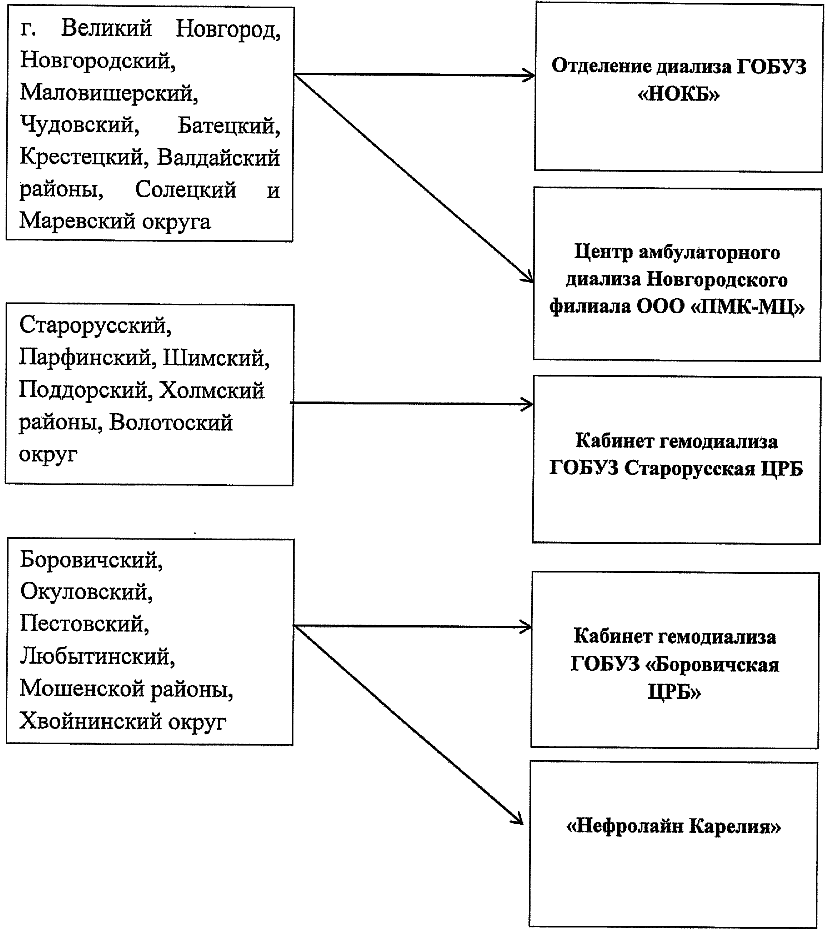 г. Великий Новгород,
Новгородский,
Маловишерский,
Чудовский, Батецкий,
Крестецкий, Валдайский
районы, Солецкий и
Маревский округа
Отделение диализа ГОБУЗ
«НОКБ»
Центр амбулаторного
диализа Новгородского
филиала ООО «ПМК-МЦ»
Старорусский,
Парфинский, Шимский,
Поддорский, Холмский
районы, Волотоский
округ
Кабинет гемодиализа
ГОБУЗ Старорусская ЦРБ
Боровичский,
Окуловский,
Пестовский,
Любытинский,
Мошенской районы,
Хвойнинский округ
Кабинет гемодиализа
ГОБУЗ «Боровичская
ЦРБ»
«Нефролайн Карелия»